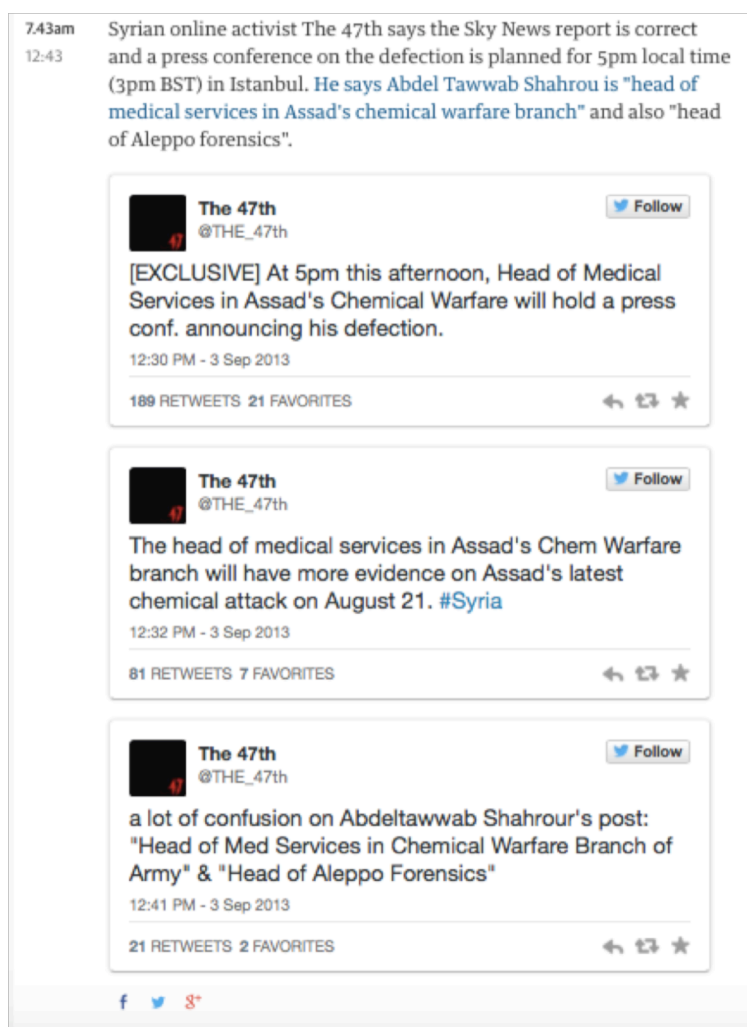 7.43am
12:43
Syrian online activist The 47th says the Sky News report is correct
and a press conference on the defection is planned for 5pm local time
(3pm BST) in Istanbul. He says Abdel Tawwab Shahrou is "head of
medical services in Assad's chemical warfare branch" and also "head
of Aleppo forensics".
47
The 47th
@THE_47th
Follow
[EXCLUSIVE] At 5pm this afternoon, Head of Medical
Services in Assad's Chemical Warfare will hold a press
conf. announcing his defection.
12:30 PM - 3 Sep 2013
189 RETWEETS 21 FAVORITES
47
The 47th
@THE_47th
Follow
The head of medical services in Assad's Chem Warfare
branch will have more evidence on Assad's latest
chemical attack on August 21. #Syria
12:32 PM - 3 Sep 2013
81 RETWEETS 7 FAVORITES
47
The 47th
@THE_47th
Follow
a lot of confusion on Abdeltawwab Shahrour's post:
"Head of Med Services in Chemical Warfare Branch of
Army" & "Head of Aleppo Forensics"
12:41 PM - 3 Sep 2013
21 RETWEETS 2 FAVORITES